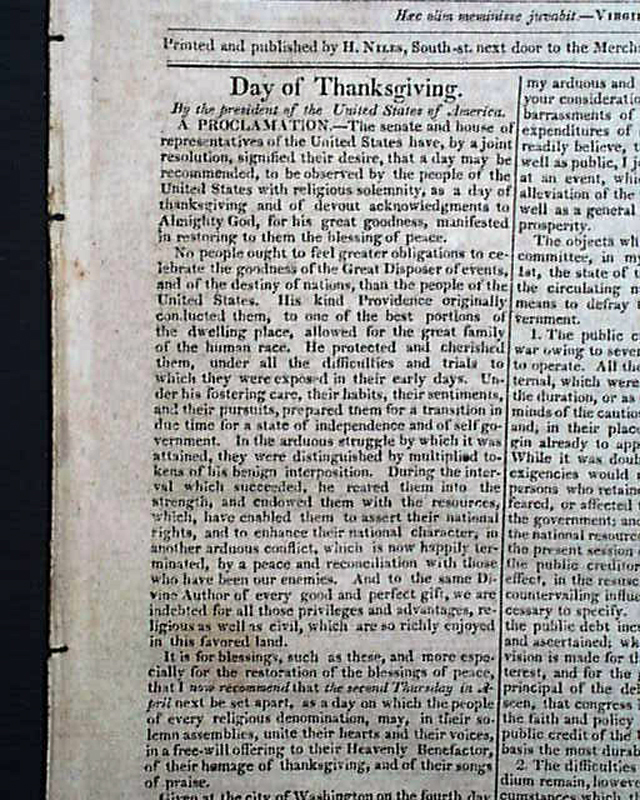 Hæc olim meminisse juvabit.—VIRGI
Printed and published by H. NILES, South-st. next door to the Merch
Day of Thanksgiving.
By the president of the United States of America.
A PROCLAMATION.—The senate and house of
representatives of the United States have, by a joint
resolution, signified their desire, that a day may be
recommended, to be observed by the people of the
United States with religious solemnity, as a day of
thanksgiving and of devout acknowledgments to
Almighty God, for his great goodness, manifested
in restoring to them the blessing of peace.
No people ought to feel greater obligations to ce-
lebrate the goodness of the Great Disposer of events,
and of the destiny of nations, than the people of the
United States. His kind Providence originally
conducted them, to one of the best portions of
the dwelling place, allowed for the great family
of the human race. He protected and cherished
them, under all the difficulties and trials to
which they were exposed in their early days. Un-
der his fostering care, their habits, their sentiments,
and their pursuits, prepared them for a transition in
due time for a state of independence and of self go-
vernment. In the arduous struggle by which it was
attained, they were distinguished by multiplied to-
kens of his benign interposition. During the inter-
val which succeeded, he reared them into the
strength, and endowed them with the resources,
which, have enabled them to assert their national
rights, and to enhance their national character, in
another arduous conflict, which is now happily ter-
minated, by a peace and reconciliation with those
who have been our enemies. And to the same Di-
vine Author of every good and perfect gift, we are
indebted for all those privileges and advantages, re-
ligious as well as civil, which are so richly enjoyed
in this favored land.
It is for blessings, such as these, and more espe-
cially for the restoration of the blessings of peace,
that I now recommend that the second Thursday in A-
pril next be set apart, as a day on which the people
of every religious denomination, may, in their so-
lemn assemblies, unite their hearts and their voices,
in a free-will offering to their Heavenly Benefactor,
of their homage of thanksgiving, and of their songs
of praise.
Given at the city of Washington on the fourth day
my arduous and
your considerati
barrassments of
expenditures of
readily believe, t
well as public, I j
at an event, whic
alleviation of the
well as a general
prosperity.
The objects wh
committee, in my
1st, the state of t
the circulating m
means to defray
vernment.
1. The public c
war owing to seve
to operate. All th
ternal, which were
the duration, or as
minds of the cautio
and, in their place
gin already to app
While it was doub
exigencies would
persons who retain
feared, or affected t
the government; an
the national resourc
the present session
the public creditor
effect, in the resus
countervailing influe
cessary to specify.
the public debt ine
and ascertained; wh
vision is made for th
terest, and for the p
principal of the de
seen, that congress i
the faith and policy
public credit of the
basis the most durab
2. The difficulties
dium remain, howeve
cumstances which th